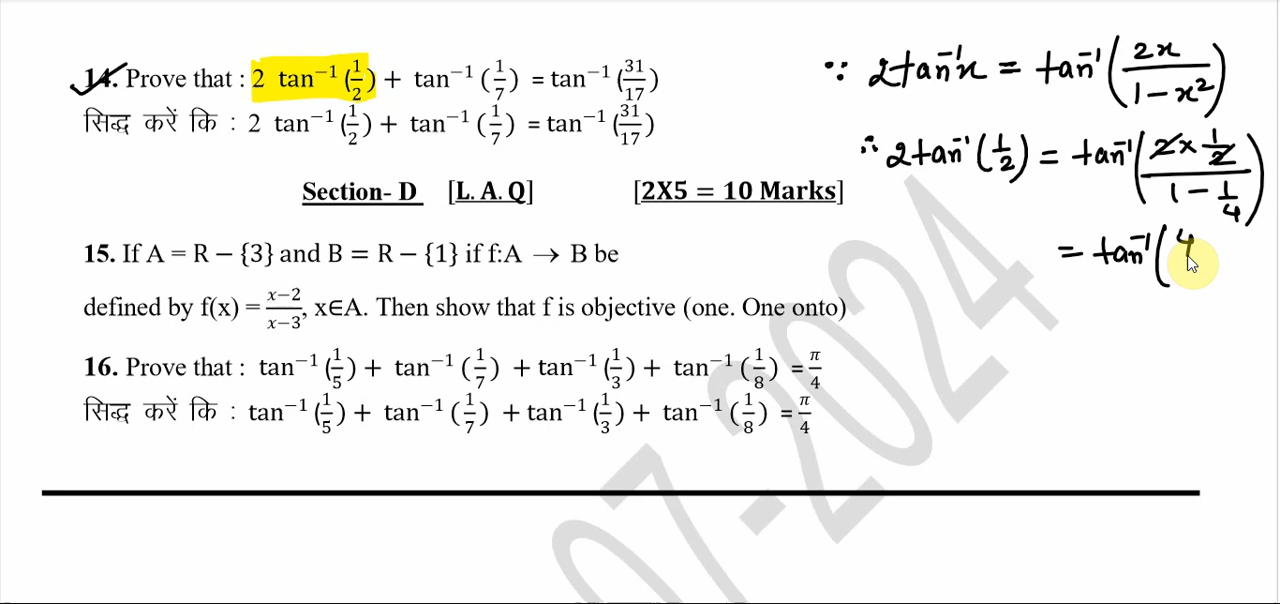 14. Prove that : 2 tan⁻¹(1/2) + tan⁻¹(1/7) = tan⁻¹(31/17)
सिद्ध करें कि : 2 tan⁻¹(1/2) + tan⁻¹(1/7) = tan⁻¹(31/17)
Section- D [L. A. Q] [2X5 = 10 Marks]
15. If A = R – {3} and B = R – {1} if f:A → B be
defined by f(x) = x−2/x−3, x∈A. Then show that f is objective (one. One onto)
16. Prove that : tan⁻¹(1/5) + tan⁻¹(1/7) + tan⁻¹(1/3) + tan⁻¹(1/8) = π/4
सिद्ध करें कि : tan⁻¹(1/5) + tan⁻¹(1/7) + tan⁻¹(1/3) + tan⁻¹(1/8) = π/4
∵ 2tan⁻¹x = tan⁻¹(2x/1−x²)
∴ 2tan⁻¹(1/2) = tan⁻¹(2×1/2/1−1/4)
= tan⁻¹(4
07-2024